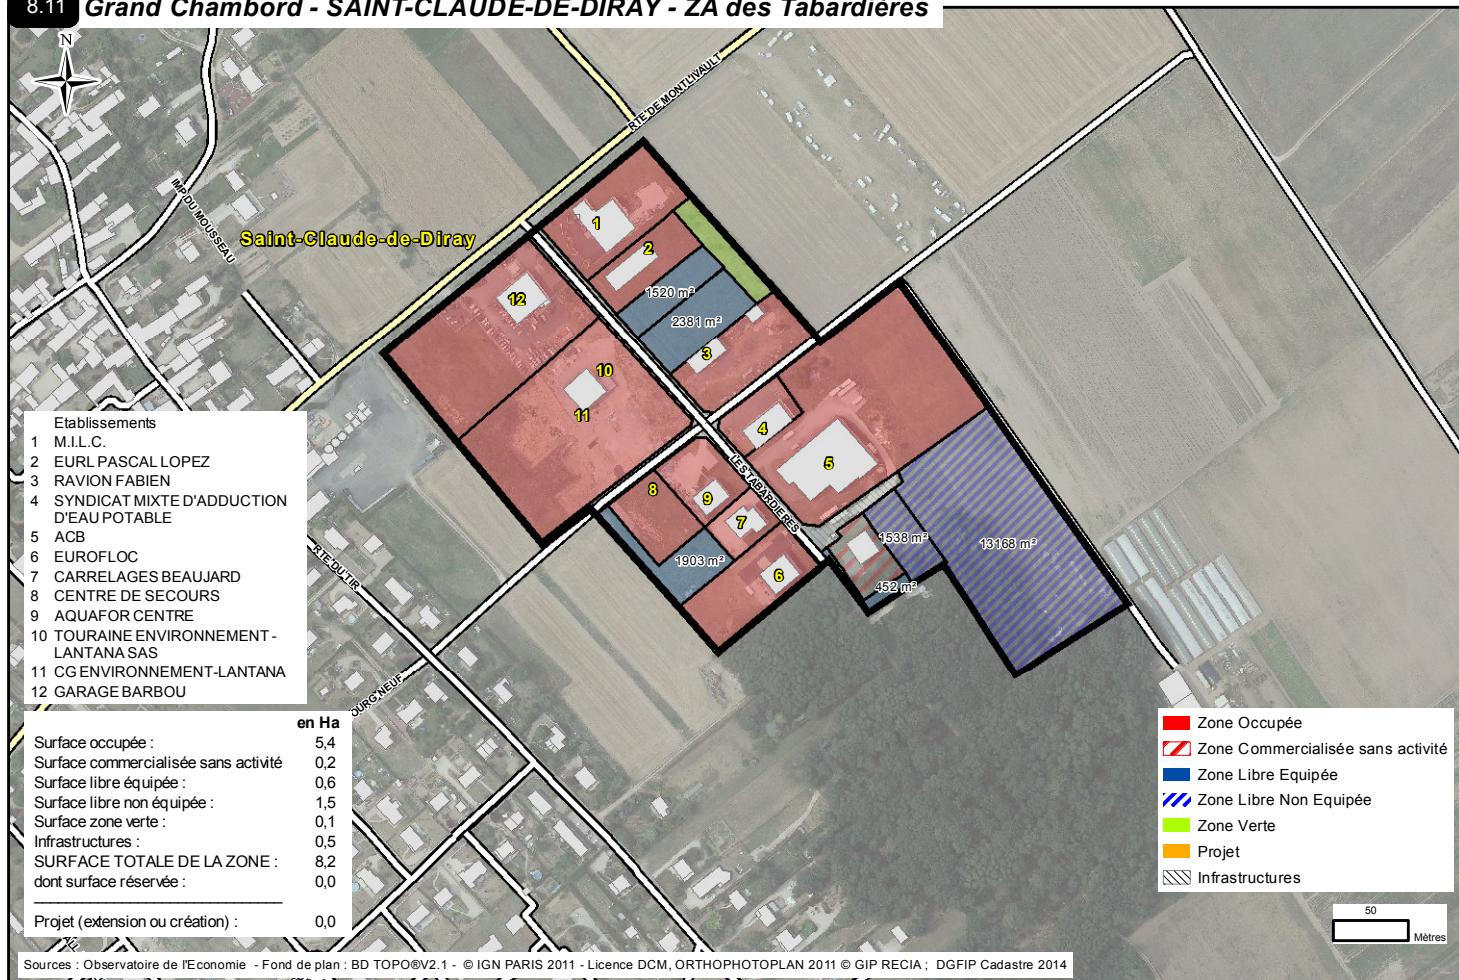 8.11 Grand Chambord - SAINT-CLAUDE-DE-DIRAY - ZA des Tabardières
N
RTE DE MONTLIVAULT
IMP DU MOUSSEAU
Saint-Claude-de-Diray
1
2
1520 m²
12
2381 m²
3
10
11
4
LES TABARDIERES
5
8
9
7
1538 m²
13168 m²
1903 m²
6
452 m²
RTE DU TIR
Etablissements
1 M.I.L.C.
2 EURL PASCAL LOPEZ
3 RAVION FABIEN
4 SYNDICAT MIXTE D'ADDUCTION
D'EAU POTABLE
5 ACB
6 EUROFLOC
7 CARRELAGES BEAUJARD
8 CENTRE DE SECOURS
9 AQUAFOR CENTRE
10 TOURAINE ENVIRONNEMENT -
LANTANA SAS
11 CG ENVIRONNEMENT-LANTANA
12 GARAGE BARBOU
OURG NEUF
en Ha
Surface occupée : 5,4
Surface commercialisée sans activité 0,2
Surface libre équipée : 0,6
Surface libre non équipée : 1,5
Surface zone verte : 0,1
Infrastructures : 0,5
SURFACE TOTALE DE LA ZONE : 8,2
dont surface réservée : 0,0
Projet (extension ou création) : 0,0
Zone Occupée
Zone Commercialisée sans activité
Zone Libre Equipée
Zone Libre Non Equipée
Zone Verte
Projet
Infrastructures
50
Mètres
Sources : Observatoire de l'Economie - Fond de plan : BD TOPO®V2.1 - © IGN PARIS 2011 - Licence DCM, ORTHOPHOTOPLAN 2011 © GIP RECIA ; DGFIP Cadastre 2014